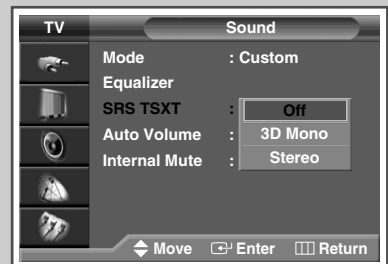 TV Sound
Mode : Custom
Equalizer
SRS TSXT : Off
Auto Volume : 3D Mono
Internal Mute : Stereo
Move Enter Return